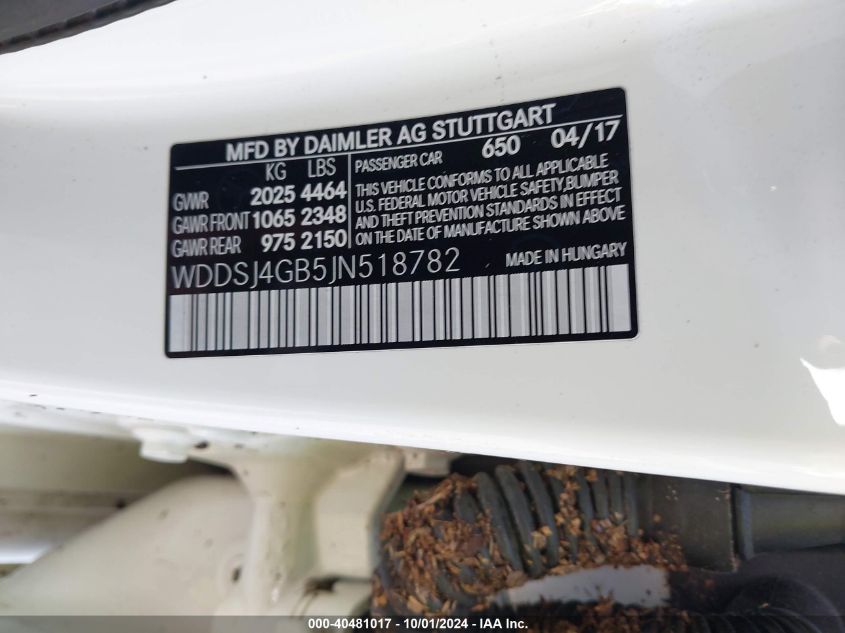 MFD BY DAIMLER AG STUTTGART
KG LBS
GVWR 2025 4464
GAWR FRONT 1065 2348
GAWR REAR 975 2150
PASSENGER CAR 650 04/17
THIS VEHICLE CONFORMS TO ALL APPLICABLE
U.S. FEDERAL MOTOR VEHICLE SAFETY,BUMPER
AND THEFT PREVENTION STANDARDS IN EFFECT
ON THE DATE OF MANUFACTURE SHOWN ABOVE
WDDSJ4GB5JN518782 MADE IN HUNGARY
000-40481017 - 10/01/2024 - © IAA Inc.